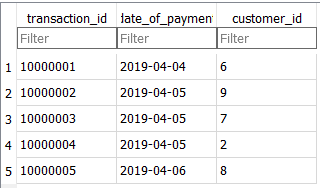 transaction_id date_of_payment customer_id
Filter Filter Filter
1 10000001 2019-04-04 6
2 10000002 2019-04-05 9
3 10000003 2019-04-05 7
4 10000004 2019-04-05 2
5 10000005 2019-04-06 8